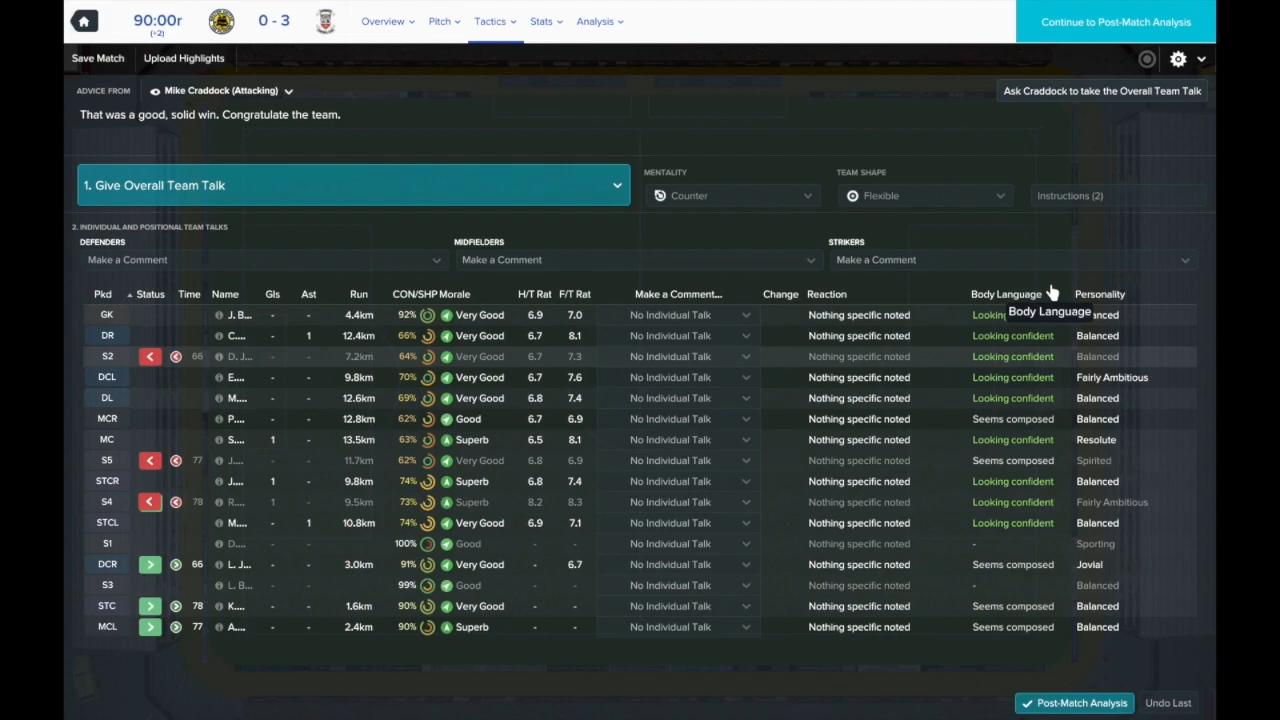 90:00r (+2) 0 - 3 Overview Pitch Tactics Stats Analysis Continue to Post-Match Analysis
Save Match Upload Highlights
ADVICE FROM Mike Craddock (Attacking) Ask Craddock to take the Overall Team Talk
That was a good, solid win. Congratulate the team.
MENTALITY TEAM SHAPE
1. Give Overall Team Talk Counter Flexible Instructions (2)
2. INDIVIDUAL AND POSITIONAL TEAM TALKS
DEFENDERS MIDFIELDERS STRIKERS
Make a Comment Make a Comment Make a Comment
Pkd Status Time Name Gls Ast Run CON/SHP Morale H/T Rat F/T Rat Make a Comment... Change Reaction Body Language Personality
GK J. B... - - 4.4km 92% Very Good 6.9 7.0 No Individual Talk Nothing specific noted Looking
Body Language
DR C.... - 1 12.4km 66% Very Good 6.7 8.1 No Individual Talk Nothing specific noted Looking confident Balanced
S2 66 D. J... - - 7.2km 64% Very Good 6.7 7.3 No Individual Talk Nothing specific noted Looking confident Balanced
DCL E.... - - 9.8km 70% Very Good 6.7 7.6 No Individual Talk Nothing specific noted Looking confident Fairly Ambitious
DL M.... - - 12.6km 69% Very Good 6.8 7.4 No Individual Talk Nothing specific noted Looking confident Balanced
MCR P.... - - 12.8km 62% Good 6.7 6.9 No Individual Talk Nothing specific noted Seems composed Balanced
MC S.... 1 - 13.5km 63% Superb 6.5 8.1 No Individual Talk Nothing specific noted Looking confident Resolute
S5 77 J.... - - 11.7km 62% Very Good 6.8 6.9 No Individual Talk Nothing specific noted Seems composed Spirited
STCR J.... 1 - 9.8km 74% Superb 6.8 7.4 No Individual Talk Nothing specific noted Looking confident Balanced
S4 78 R.... 1 - 9.5km 73% Superb 8.2 8.3 No Individual Talk Nothing specific noted Looking confident Fairly Ambitious
STCL M.... - 1 10.8km 74% Very Good 6.9 7.1 No Individual Talk Nothing specific noted Looking confident Balanced
S1 D.... 100% Good - - No Individual Talk Nothing specific noted - Sporting
DCR 66 L. J... - - 3.0km 91% Very Good - 6.7 No Individual Talk Nothing specific noted Seems composed Jovial
S3 L. B... 99% Good - - No Individual Talk Nothing specific noted - Balanced
STC 78 K.... - - 1.6km 90% Very Good - - No Individual Talk Nothing specific noted Seems composed Balanced
MCL 77 A.... - - 2.4km 90% Superb - - No Individual Talk Nothing specific noted Seems composed Balanced
Post-Match Analysis Undo Last